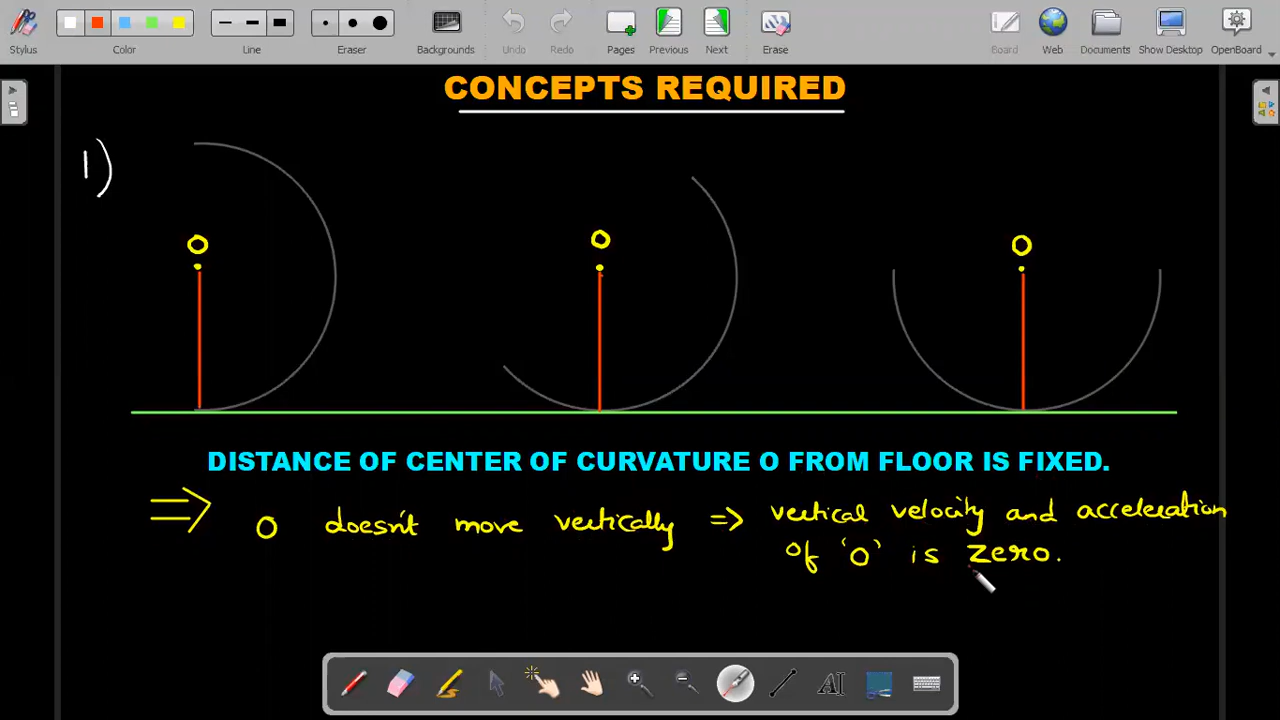 Stylus
Color
Line
Eraser
Backgrounds
Undo
Redo
Pages
Previous
Next
Erase
Board
Web
Documents
Show Desktop
OpenBoard
CONCEPTS REQUIRED
1)
O
O
O
DISTANCE OF CENTER OF CURVATURE O FROM FLOOR IS FIXED.
⇒ O doesn't move vertically ⇒ vertical velocity and acceleration
of 'O' is zero.
AI